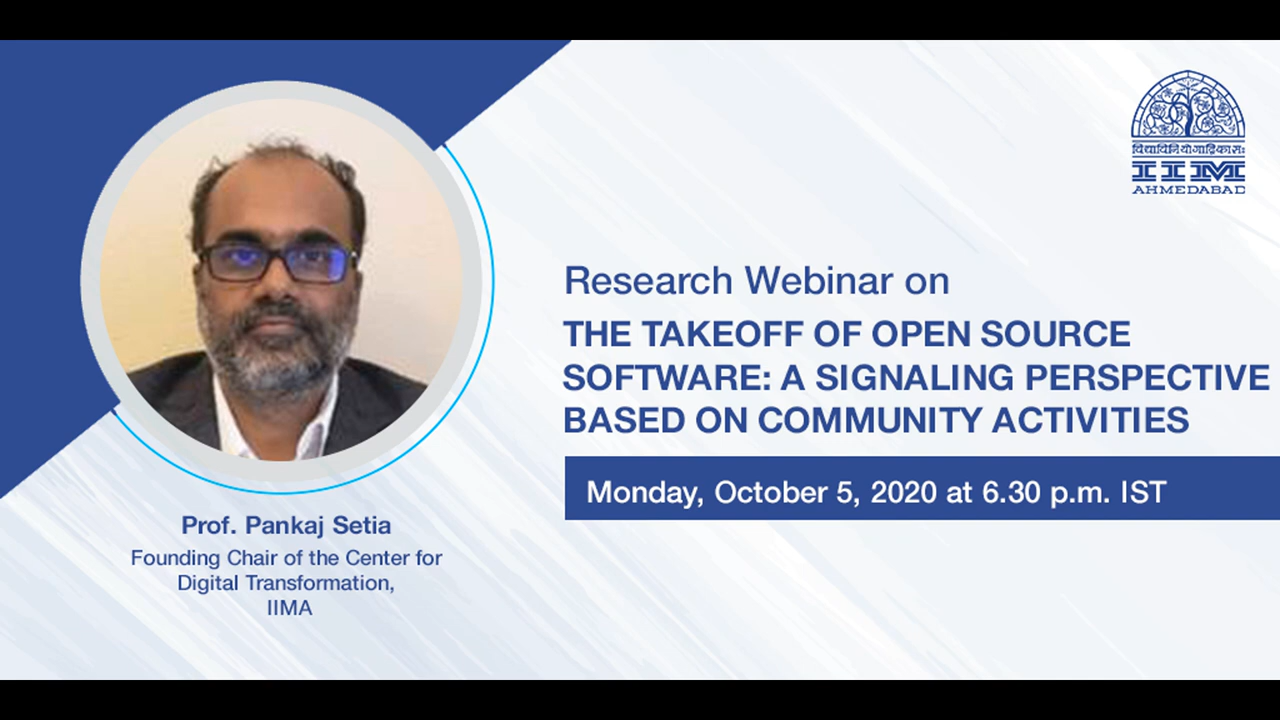 विद्याविनियोगाद्विकासः
IIM
AHMEDABAD
Research Webinar on
THE TAKEOFF OF OPEN SOURCE
SOFTWARE: A SIGNALING PERSPECTIVE
BASED ON COMMUNITY ACTIVITIES
Monday, October 5, 2020 at 6.30 p.m. IST
Prof. Pankaj Setia
Founding Chair of the Center for
Digital Transformation,
IIMA